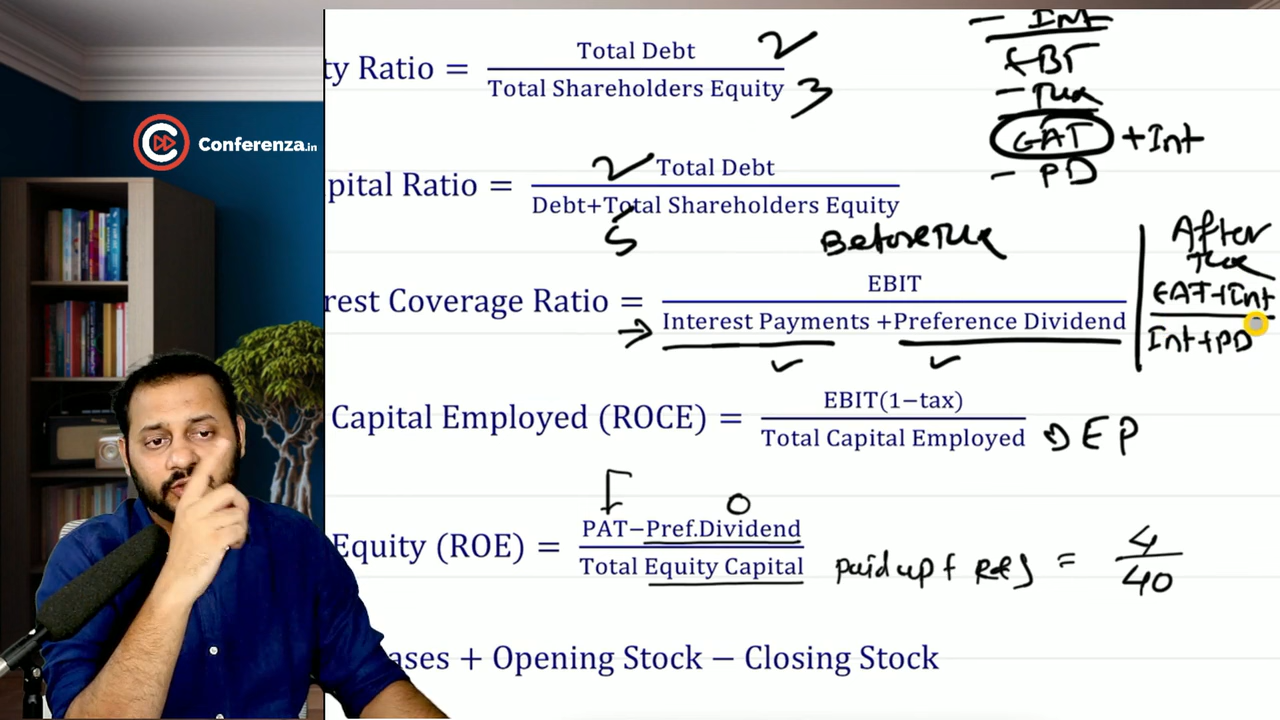 - Int
EBT
- Tax
EAT + Int
- PD
Conferenza.in
ty Ratio = Total Debt 2
Total Shareholders Equity 3
pital Ratio = 2 Total Debt
Debt+Total Shareholders Equity
5
Before Tax
After
Tax
rest Coverage Ratio = EBIT
Interest Payments +Preference Dividend
EAT+Int
Int+PD
Capital Employed (ROCE) = EBIT(1−tax)
Total Capital Employed
D E P
0
Equity (ROE) = PAT−Pref.Dividend
Total Equity Capital
paid up + Res = 4
40
ases + Opening Stock − Closing Stock